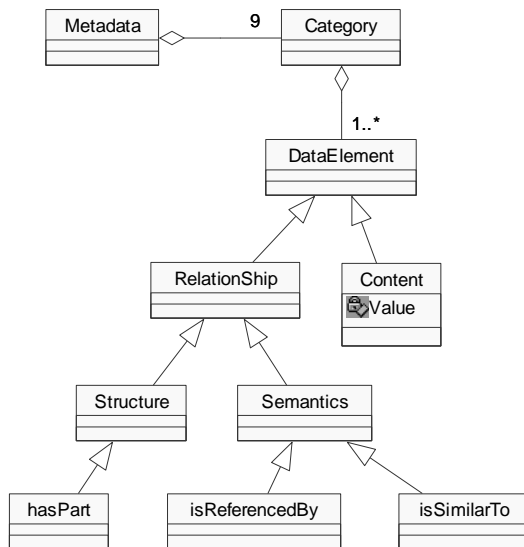 Metadata
9
Category
1..*
DataElement
RelationShip
Content
Value
Structure
Semantics
hasPart
isReferencedBy
isSimilarTo